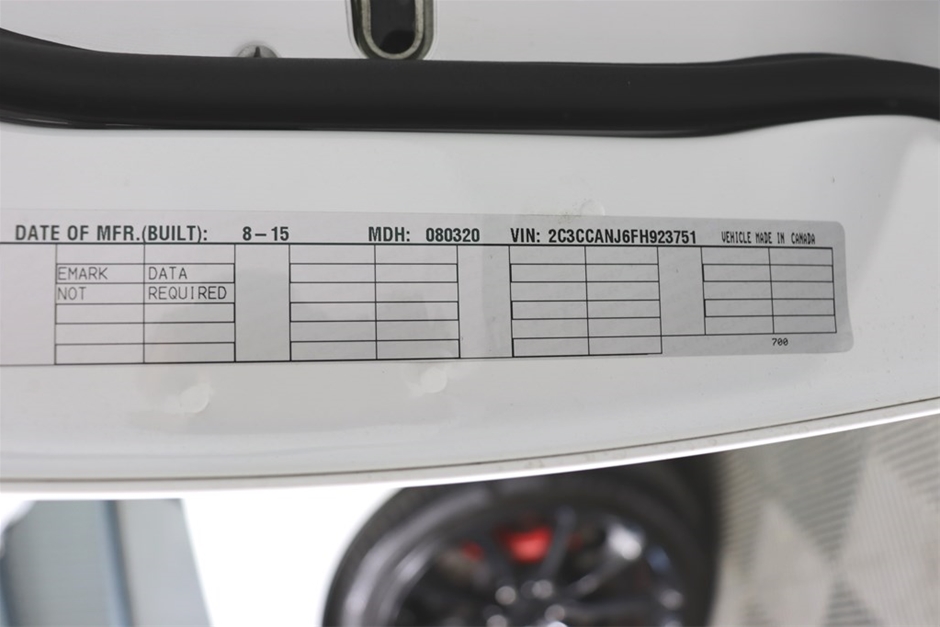 DATE OF MFR.(BUILT): 8-15 MDH: 080320 VIN: 2C3CCANJ6FH923751 VEHICLE MADE IN CANADA
EMARK DATA
NOT REQUIRED
700